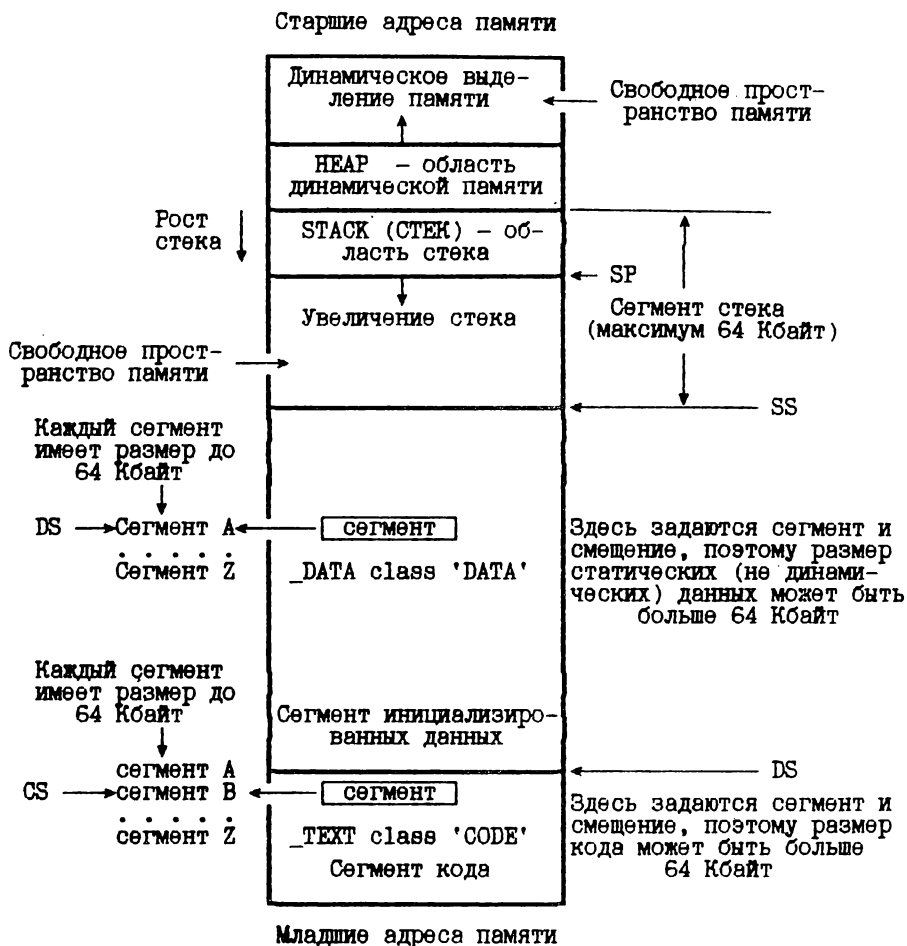 Старшие адреса памяти
Динамическое выде-
ление памяти
Свободное прост-
ранство памяти
HEAP – область
динамической памяти
Рост
стека
STACK (СТЕК) – об-
ласть стека
SP
Увеличение стека
Сегмент стека
(максимум 64 Кбайт)
Свободное прост-
ранство памяти
SS
Каждый сегмент
имеет размер до
64 Кбайт
DS
Сегмент A
сегмент
. . . . .
Сегмент Z
_DATA class 'DATA'
Здесь задаются сегмент и
смещение, поэтому размер
статических (не динами-
ческих) данных может быть
больше 64 Кбайт
Каждый сегмент
имеет размер до
64 Кбайт
Сегмент инициализиро-
ванных данных
сегмент A
DS
CS
сегмент B
сегмент
. . . . .
сегмент Z
_TEXT class 'CODE'
Сегмент кода
Здесь задаются сегмент и
смещение, поэтому размер
кода может быть больше
64 Кбайт
Младшие адреса памяти